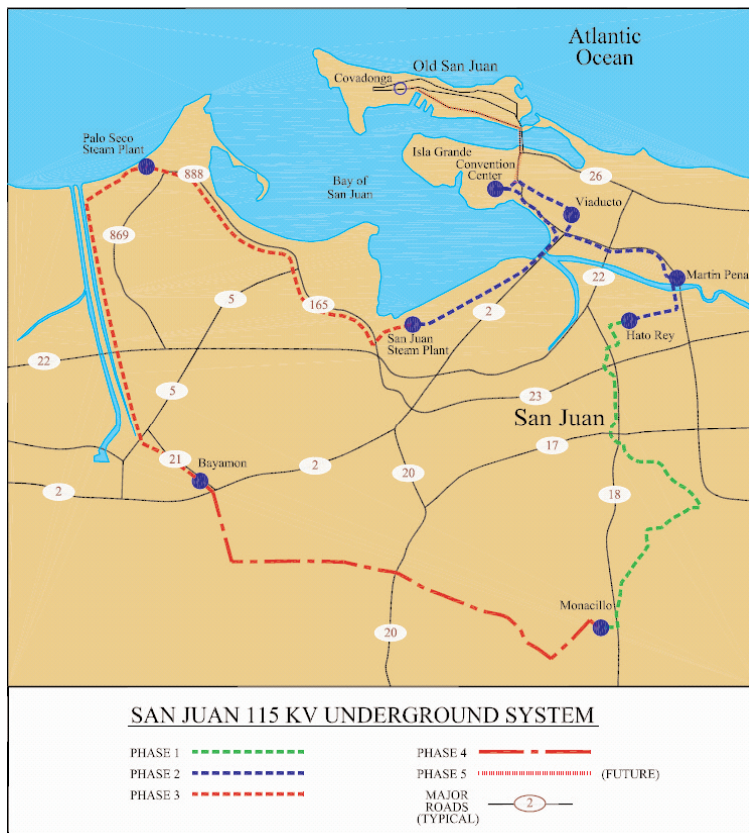 Atlantic
Ocean
Old San Juan
Covadonga
Palo Seco
Steam Plant
888
Isla Grande
Convention
Center
26
Bay of
San Juan
Viaducto
869
22
Martin Pena
5
165
2
San Juan
Steam Plant
Hato Rey
22
5
23
San Juan
21
Bayamon
2
17
20
2
18
Monacillo
20
SAN JUAN 115 KV UNDERGROUND SYSTEM
PHASE 1
PHASE 2
PHASE 3
PHASE 4
PHASE 5 (FUTURE)
MAJOR
ROADS
(TYPICAL)
2